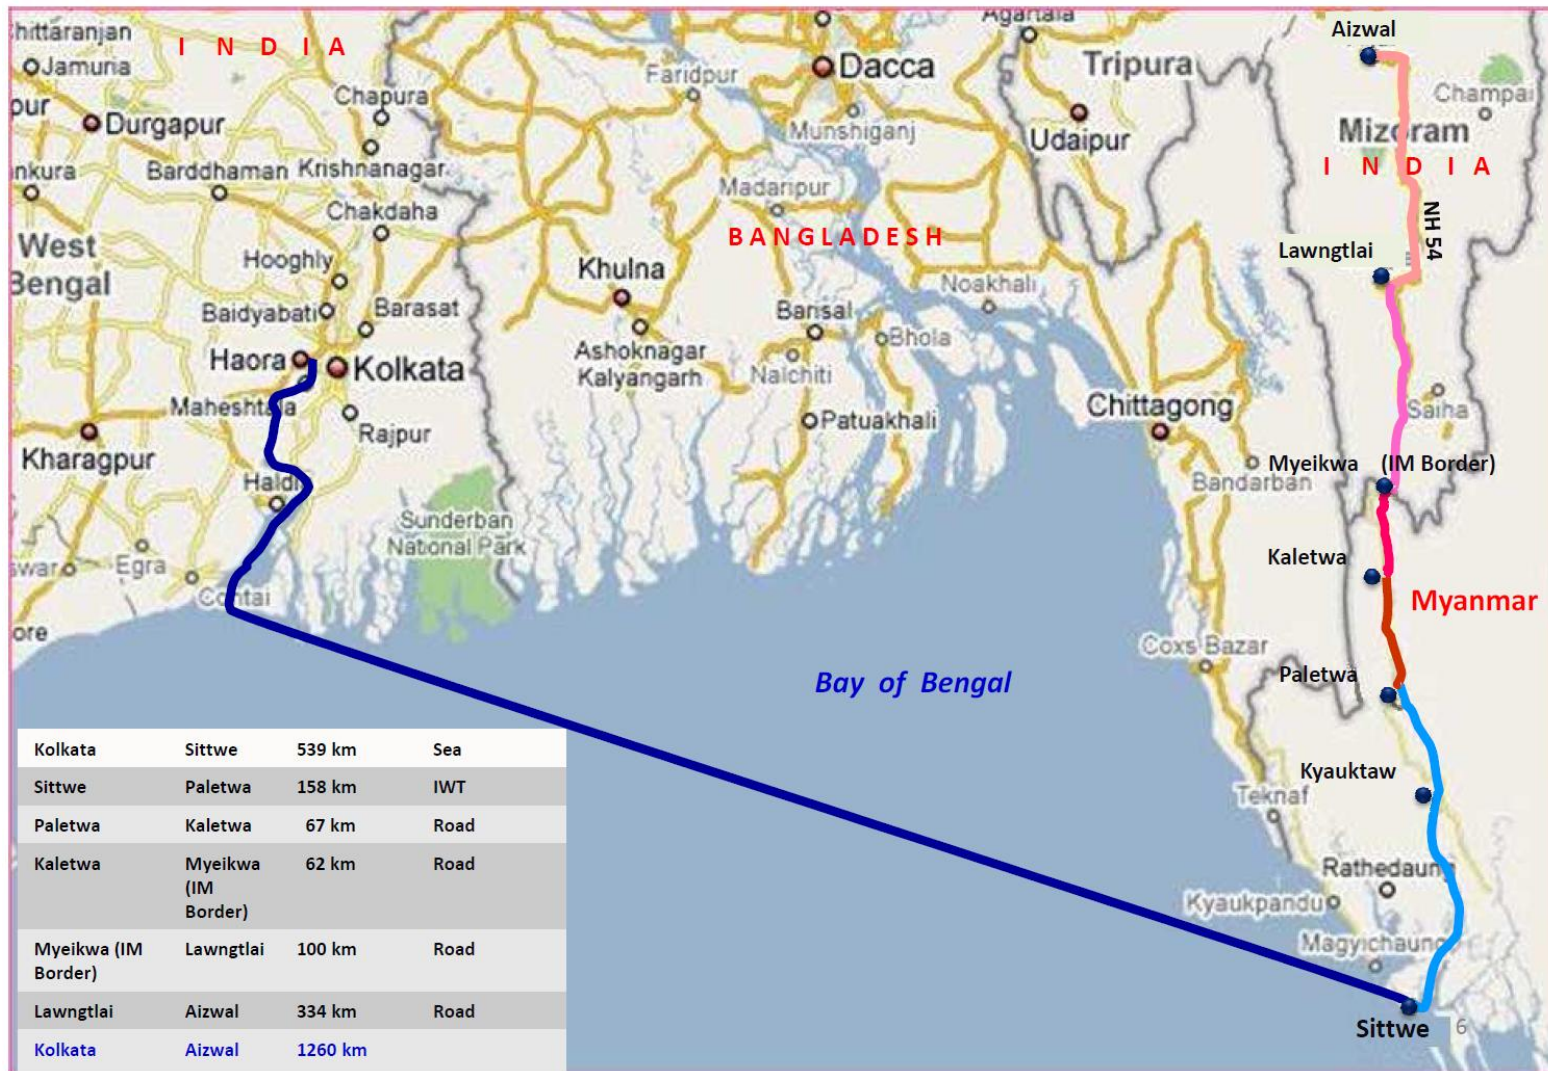 Chittaranjan
I N D I A
Agartala
Aizwal
Jamuria
Faridpur
Dacca
Tripura
Chapura
Champai
pur
Durgapur
Munshiganj
Udaipur
Mizoram
Krishnanagar
nkura
Barddhaman
I N D I A
Madaripur
Chakdaha
NH 54
West
Bengal
BANGLADESH
Hooghly
Khulna
Lawngtlai
Noakhali
Baidyabati
Barasat
Barisal
Bhola
Haora
Kolkata
Ashoknagar
Kalyangarh
Nalchiti
Maheshtala
Saiha
Chittagong
Rajpur
Patuakhali
Kharagpur
Myeikwa (IM Border)
Haldi
Bandarban
Sunderban
National Park
swar
Egra
Kaletwa
Contai
Myanmar
ore
Coxs Bazar
Bay of Bengal
Paletwa
Kyauktaw
Teknaf
Rathedaung
Kyaukpandu
Magyichaung
Sittwe
6
Kolkata Sittwe 539 km Sea
Sittwe Paletwa 158 km IWT
Paletwa Kaletwa 67 km Road
Kaletwa Myeikwa 62 km Road
(IM
Border)
Myeikwa (IM Lawngtlai 100 km Road
Border)
Lawngtlai Aizwal 334 km Road
Kolkata Aizwal 1260 km